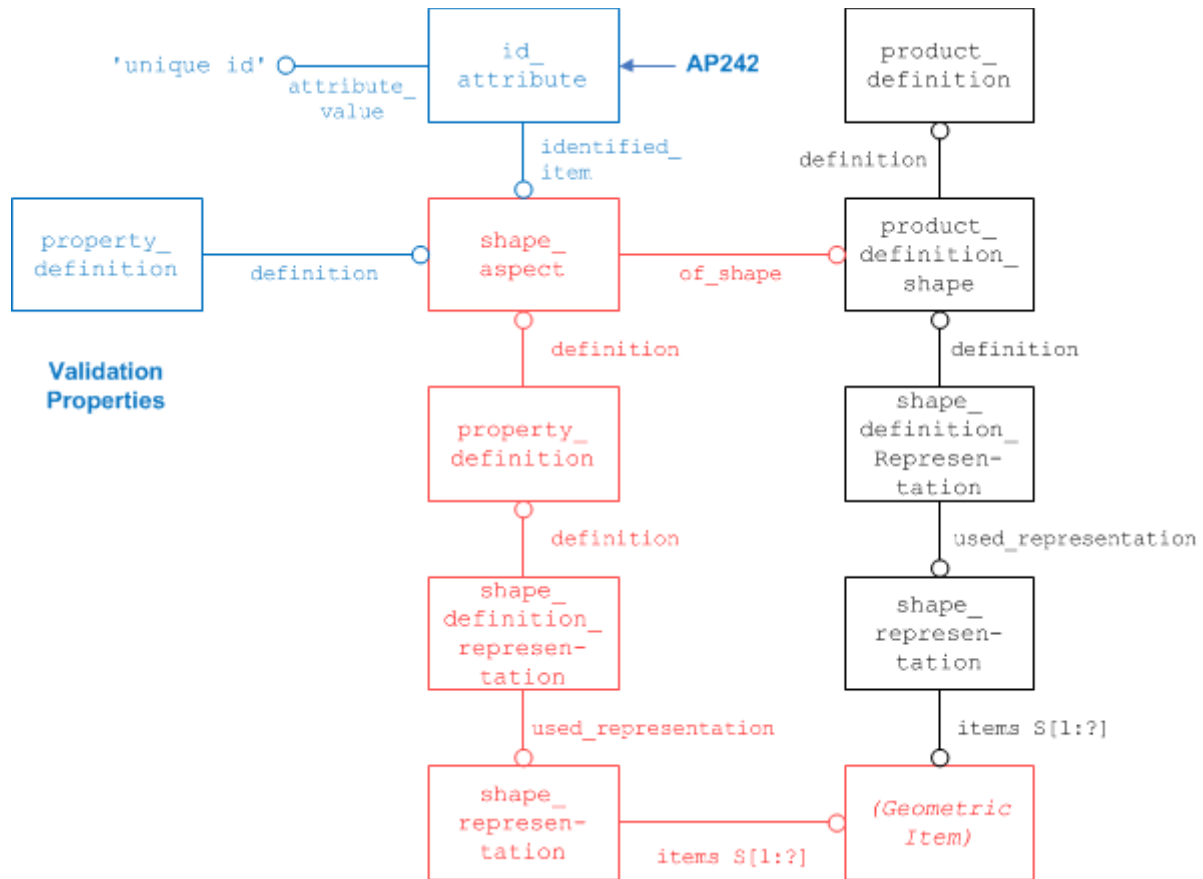 id_
attribute
'unique id'
attribute_
value
AP242
product_
definition
identified_
item
definition
property_
definition
definition
shape_
aspect
of_shape
product_
definition_
shape
Validation
Properties
definition
definition
property_
definition
shape_
definition_
Represen-
tation
definition
used_representation
shape_
definition_
represen-
tation
shape_
represen-
tation
used_representation
items S[1:?]
shape_
represen-
tation
items S[1:?]
(Geometric
Item)